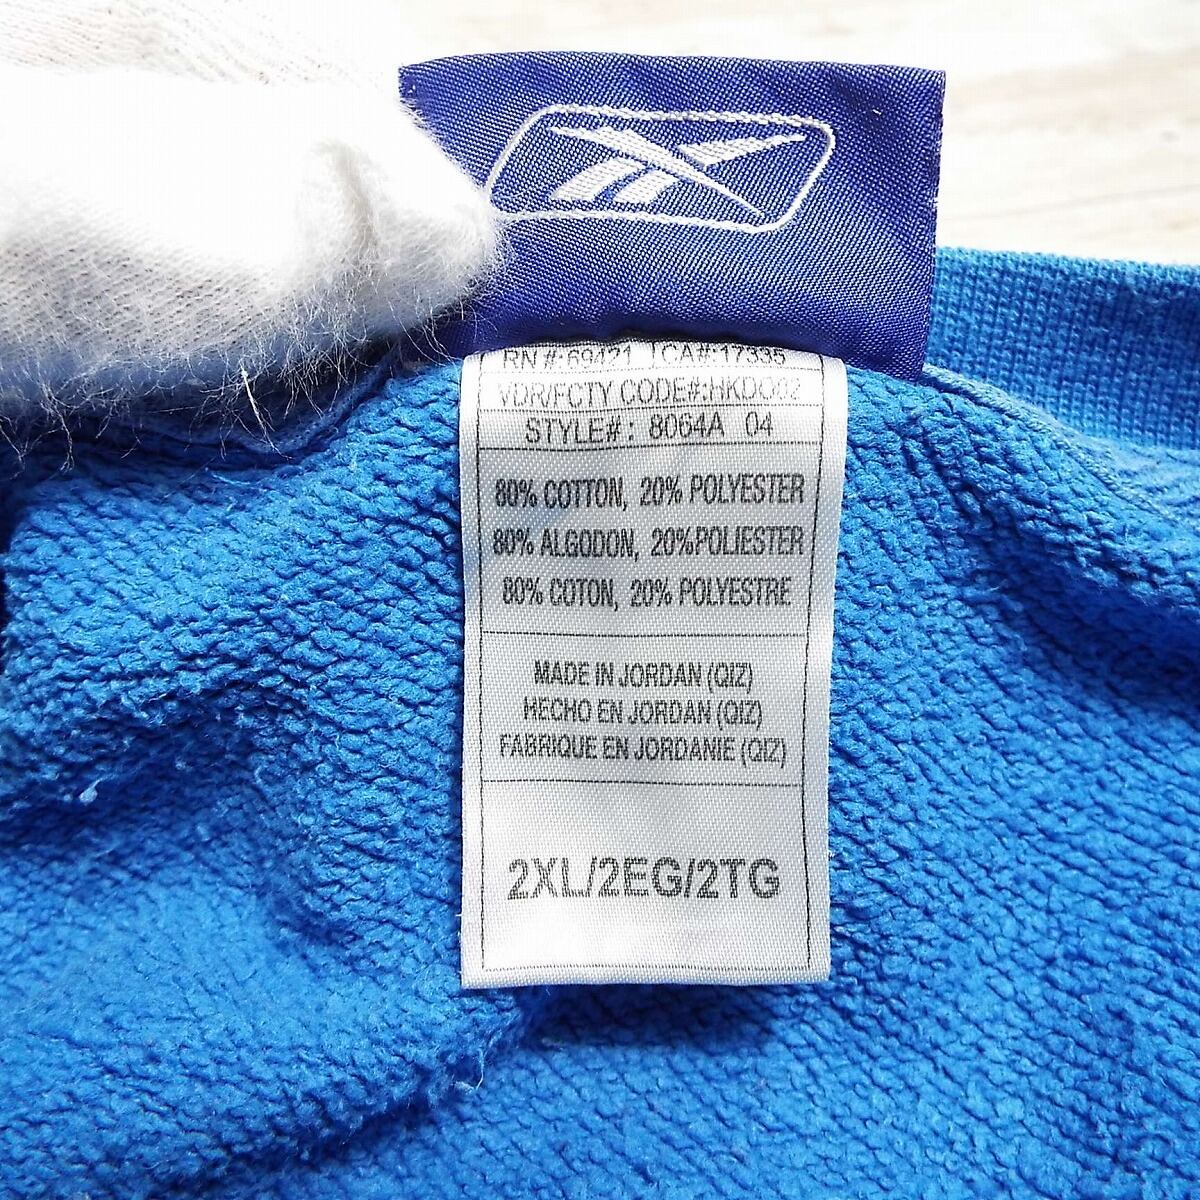 RN #:69421 | CA#:17335
VDR/FCTY CODE#:HKDO02
STYLE#: 8064A 04
80% COTTON, 20% POLYESTER
80% ALGODON, 20%POLIESTER
80% COTON, 20% POLYESTRE
MADE IN JORDAN (QIZ)
HECHO EN JORDAN (QIZ)
FABRIQUE EN JORDANIE (QIZ)
2XL/2EG/2TG